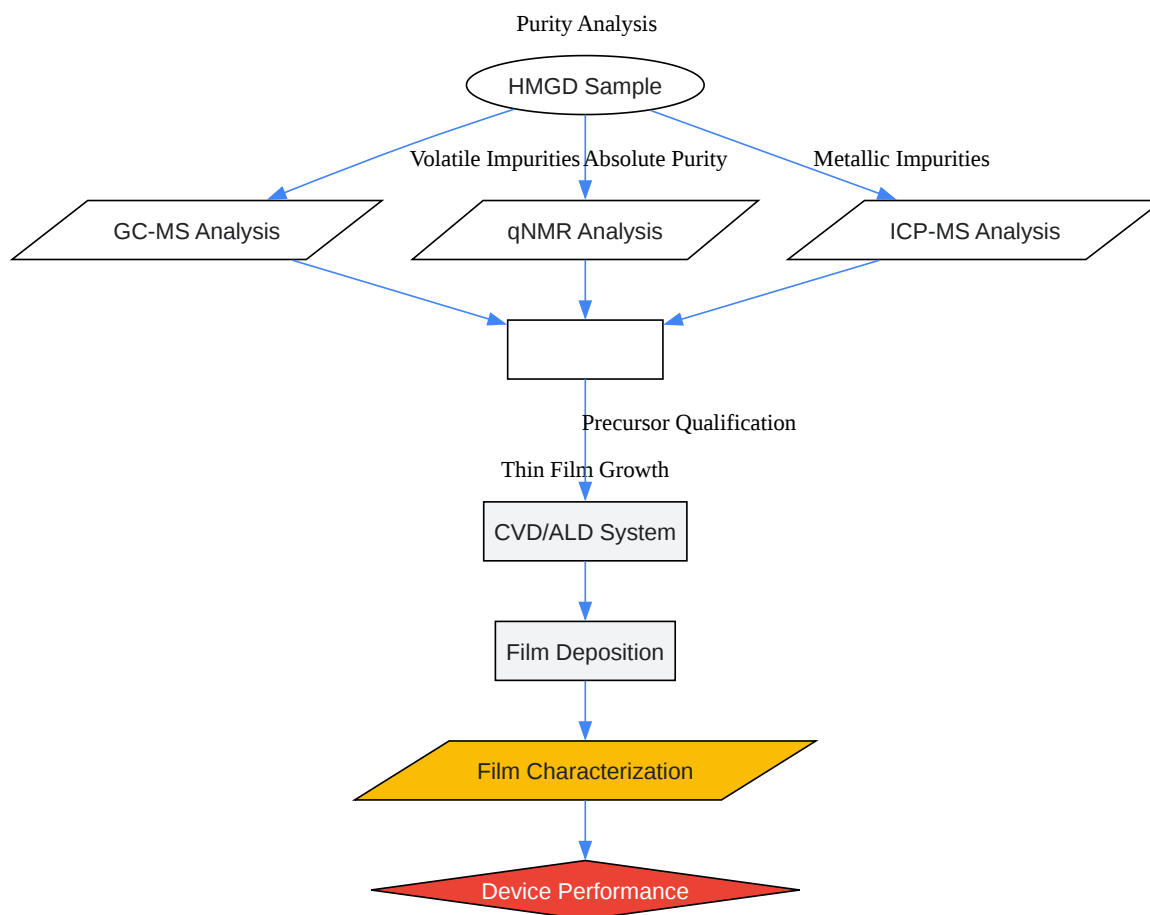 Purity Analysis
HMGD Sample
Volatile Impurities
Absolute Purity
Metallic Impurities
GC-MS Analysis
qNMR Analysis
ICP-MS Analysis
Precursor Qualification
Thin Film Growth
CVD/ALD System
Film Deposition
Film Characterization
Device Performance